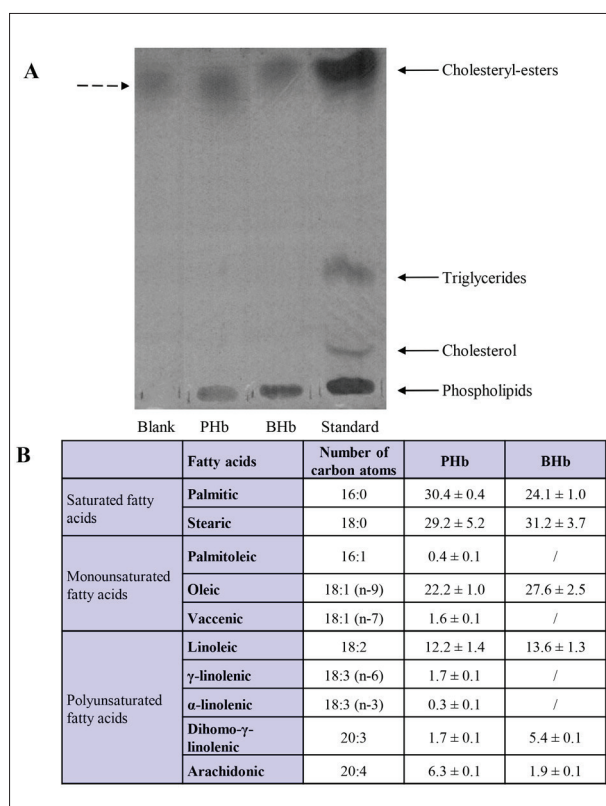 A
Cholesteryl-esters
Triglycerides
Cholesterol
Phospholipids
Blank PHb BHb Standard
B
Fatty acids Number of carbon atoms PHb BHb
Saturated fatty acids
Palmitic 16:0 30.4 ± 0.4 24.1 ± 1.0
Stearic 18:0 29.2 ± 5.2 31.2 ± 3.7
Monounsaturated fatty acids
Palmitoleic 16:1 0.4 ± 0.1 /
Oleic 18:1 (n-9) 22.2 ± 1.0 27.6 ± 2.5
Vaccenic 18:1 (n-7) 1.6 ± 0.1 /
Polyunsaturated fatty acids
Linoleic 18:2 12.2 ± 1.4 13.6 ± 1.3
γ-linolenic 18:3 (n-6) 1.7 ± 0.1 /
α-linolenic 18:3 (n-3) 0.3 ± 0.1 /
Dihomo-γ-linolenic 20:3 1.7 ± 0.1 5.4 ± 0.1
Arachidonic 20:4 6.3 ± 0.1 1.9 ± 0.1